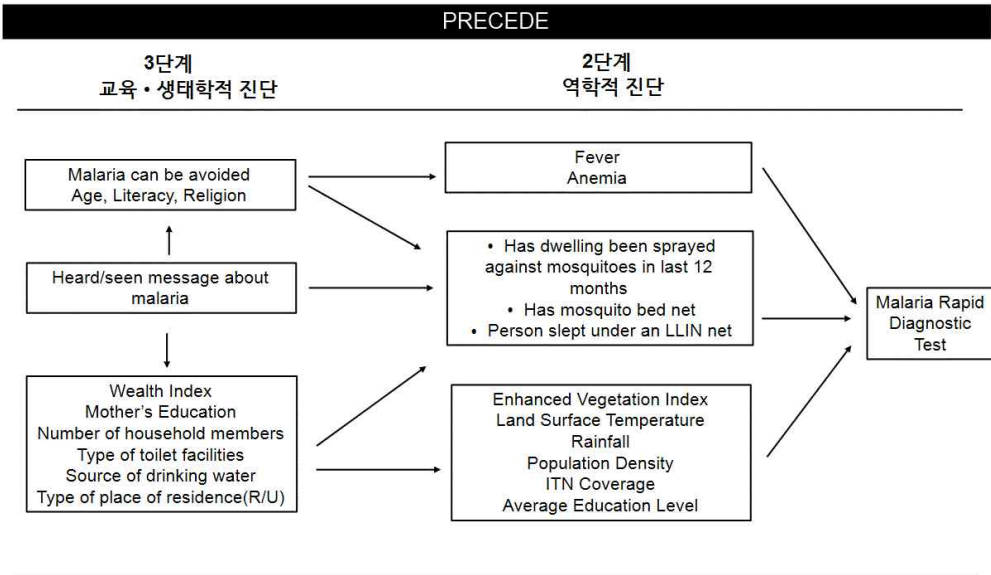 PRECEDE
3단계
교육 • 생태학적 진단
2단계
역학적 진단
Malaria can be avoided
Age, Literacy, Religion
Heard/seen message about
malaria
Wealth Index
Mother's Education
Number of household members
Type of toilet facilities
Source of drinking water
Type of place of residence(R/U)
Fever
Anemia
• Has dwelling been sprayed
against mosquitoes in last 12
months
• Has mosquito bed net
• Person slept under an LLIN net
Enhanced Vegetation Index
Land Surface Temperature
Rainfall
Population Density
ITN Coverage
Average Education Level
Malaria Rapid
Diagnostic
Test